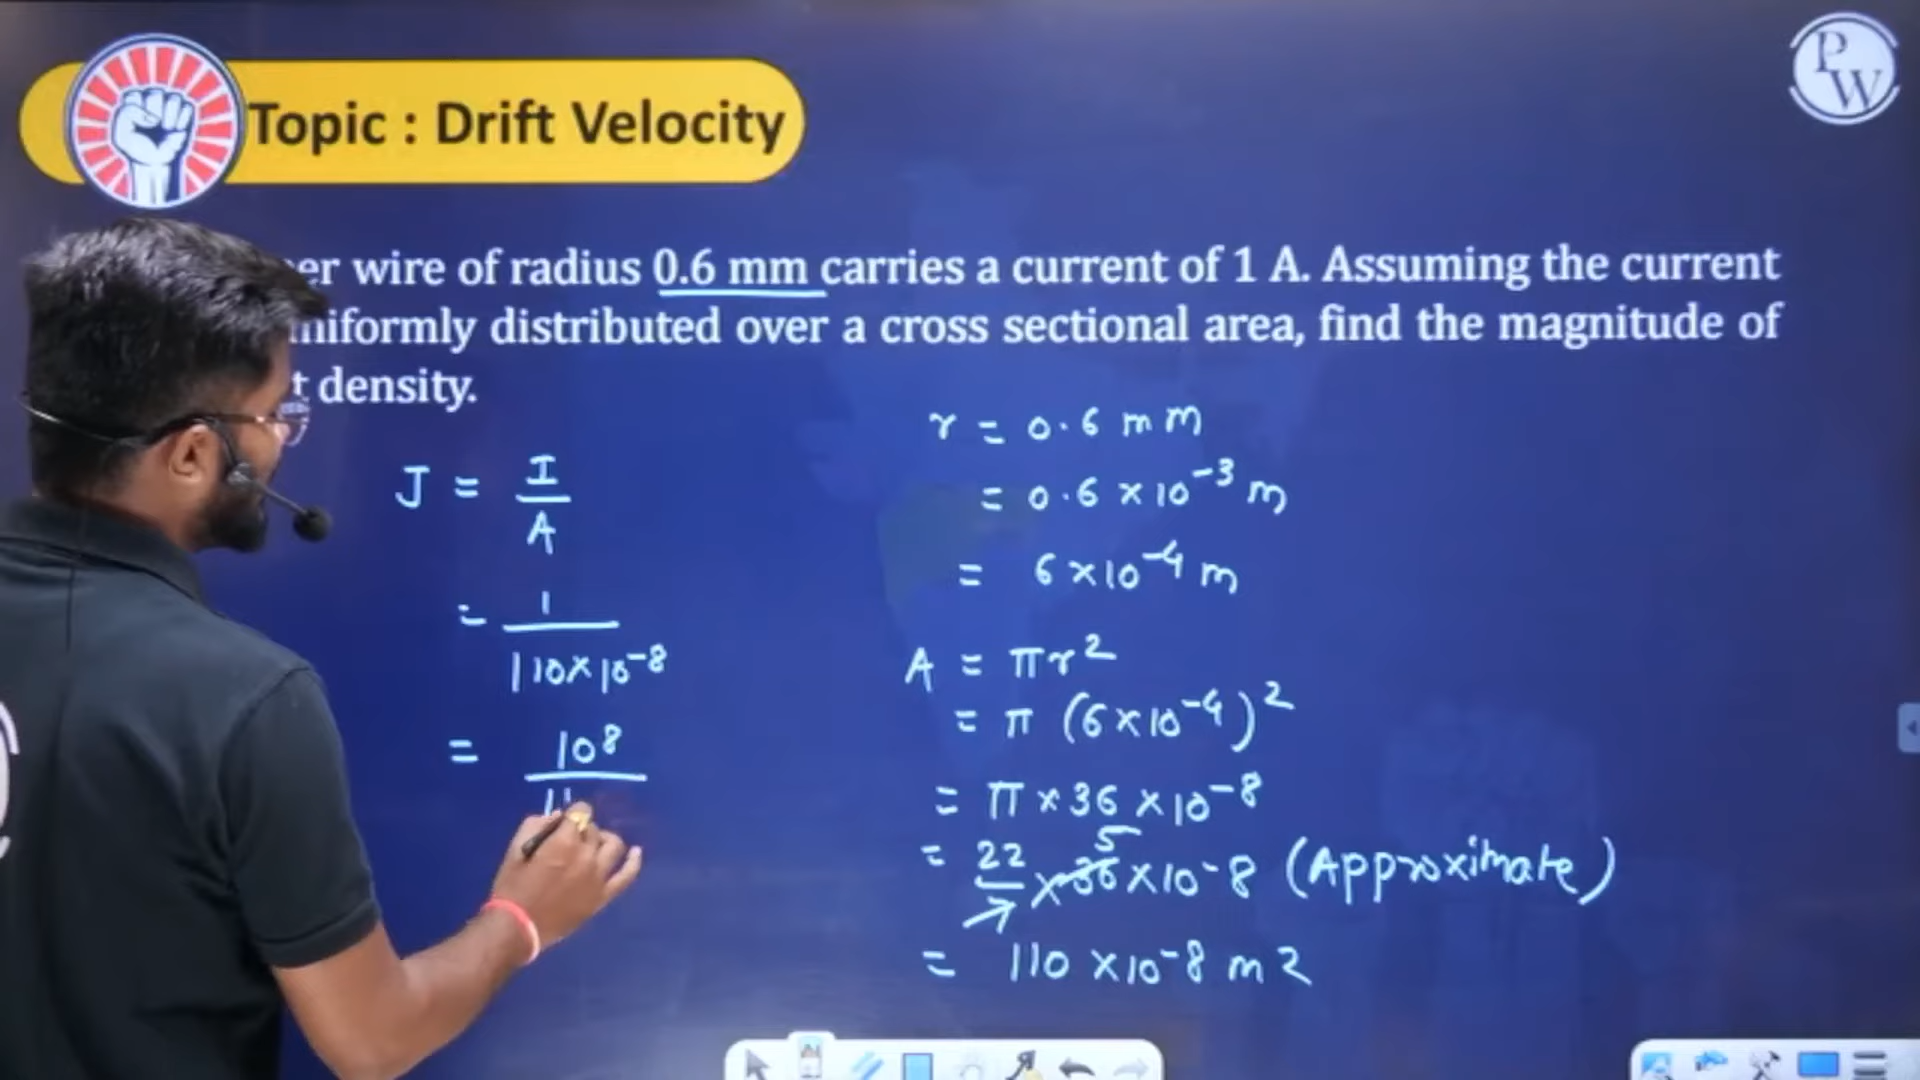 Topic : Drift Velocity
PW
wire of radius 0.6 mm carries a current of 1 A. Assuming the current
distributed over a cross sectional area, find the magnitude of
density.
J = I/A
= 1/110×10⁻⁸
= 10⁸/
r = 0.6 mm
= 0.6 × 10⁻³ m
= 6×10⁻⁴ m
A = πr²
= π (6×10⁻⁴)²
= π × 36 × 10⁻⁸
5
= 22/7 × 36 × 10-8 (Approximate)
= 110 ×10⁻⁸ m2